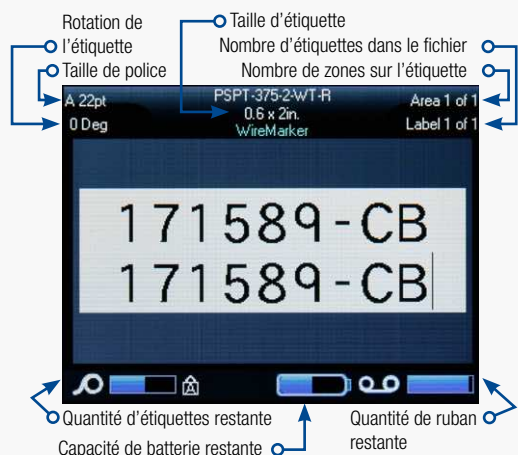 Rotation de
l'étiquette
Taille de police
Taille d'étiquette
Nombre d'étiquettes dans le fichier
Nombre de zones sur l'étiquette
A 22pt
0 Deg
PSPT-375-2-WT-R
0.6 x 2in.
WireMarker
Area 1 of 1
Label 1 of 1
171589-CB
171589-CB
A
Quantité d'étiquettes restante
Capacité de batterie restante
Quantité de ruban
restante